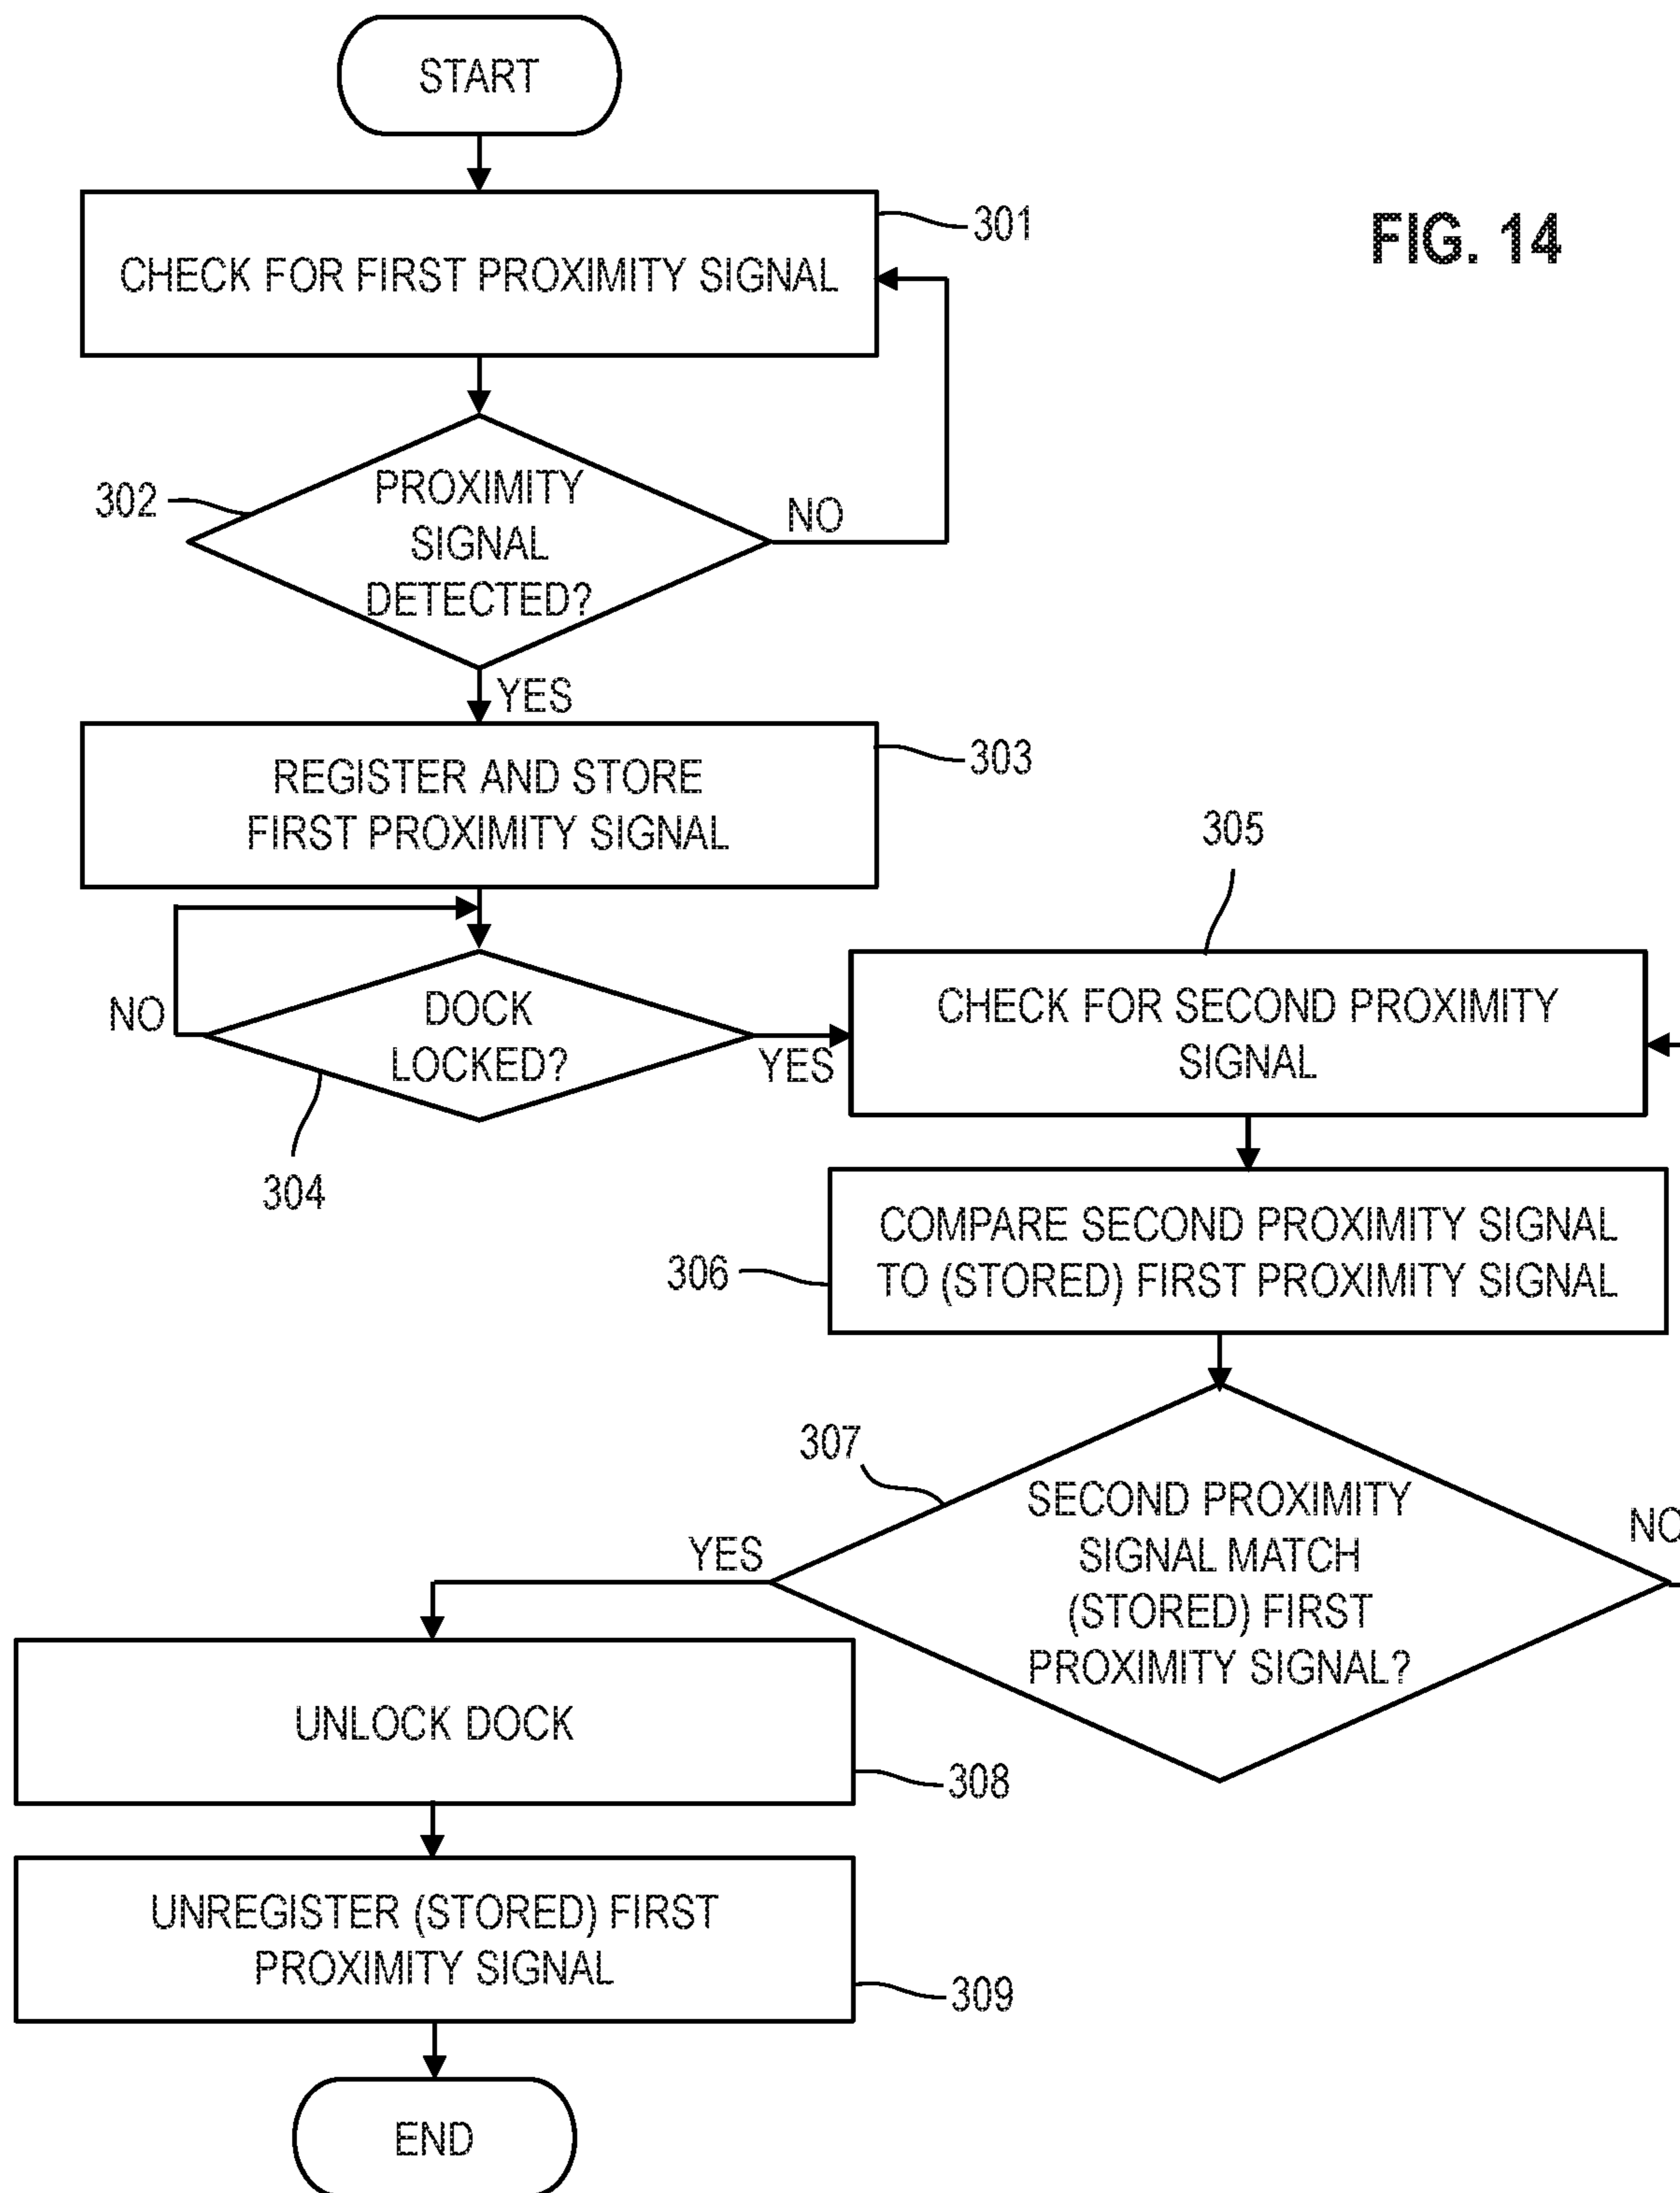 START
FIG. 14
301
CHECK FOR FIRST PROXIMITY SIGNAL
302
PROXIMITY
SIGNAL
DETECTED?
NO
YES
303
REGISTER AND STORE
FIRST PROXIMITY SIGNAL
305
NO
DOCK
LOCKED?
YES
304
CHECK FOR SECOND PROXIMITY
SIGNAL
306
COMPARE SECOND PROXIMITY SIGNAL
TO (STORED) FIRST PROXIMITY SIGNAL
307
SECOND PROXIMITY
SIGNAL MATCH
(STORED) FIRST
PROXIMITY SIGNAL?
NO
YES
UNLOCK DOCK
308
UNREGISTER (STORED) FIRST
PROXIMITY SIGNAL
309
END